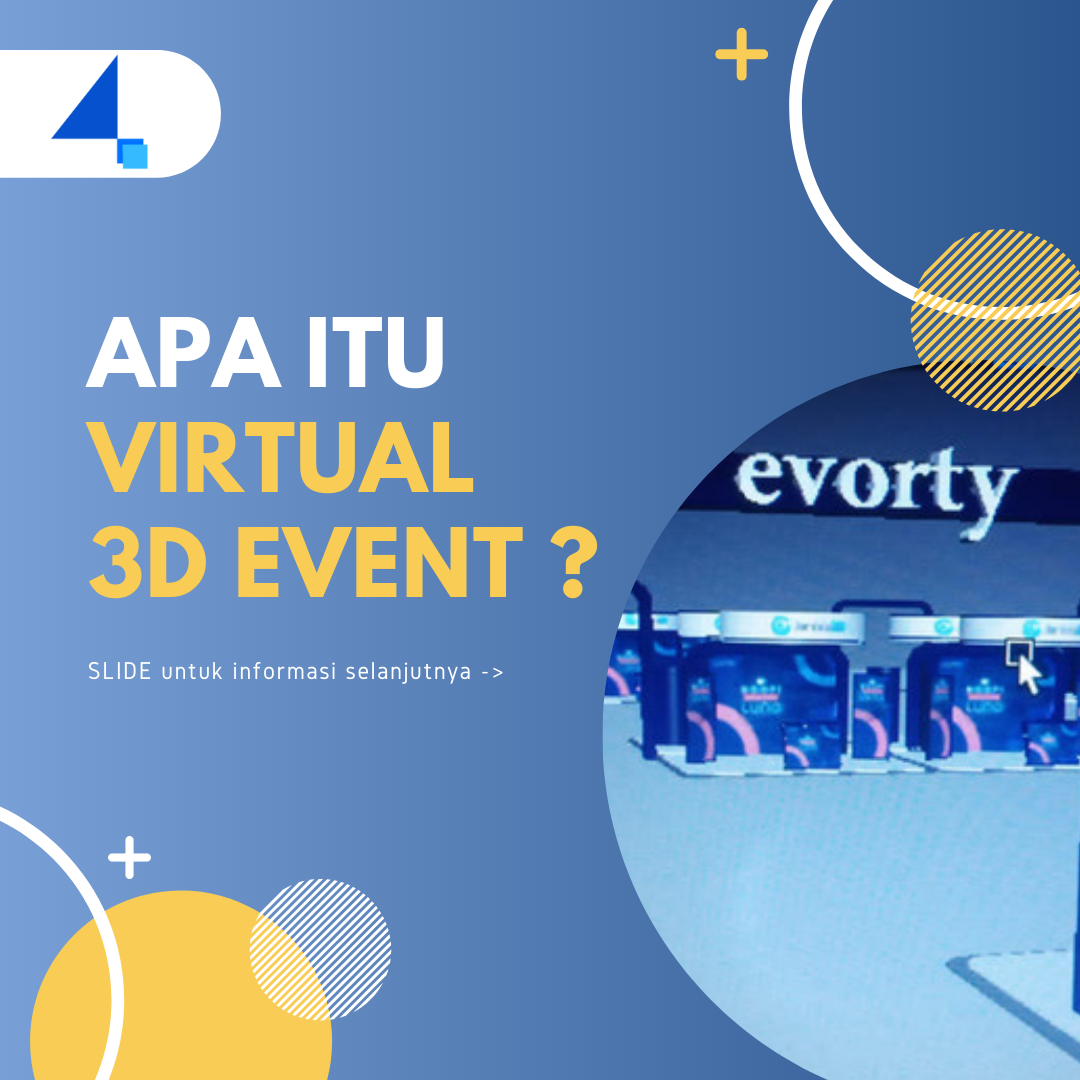 APA ITU
VIRTUAL
3D EVENT ?
SLIDE untuk informasi selanjutnya ->
evorty